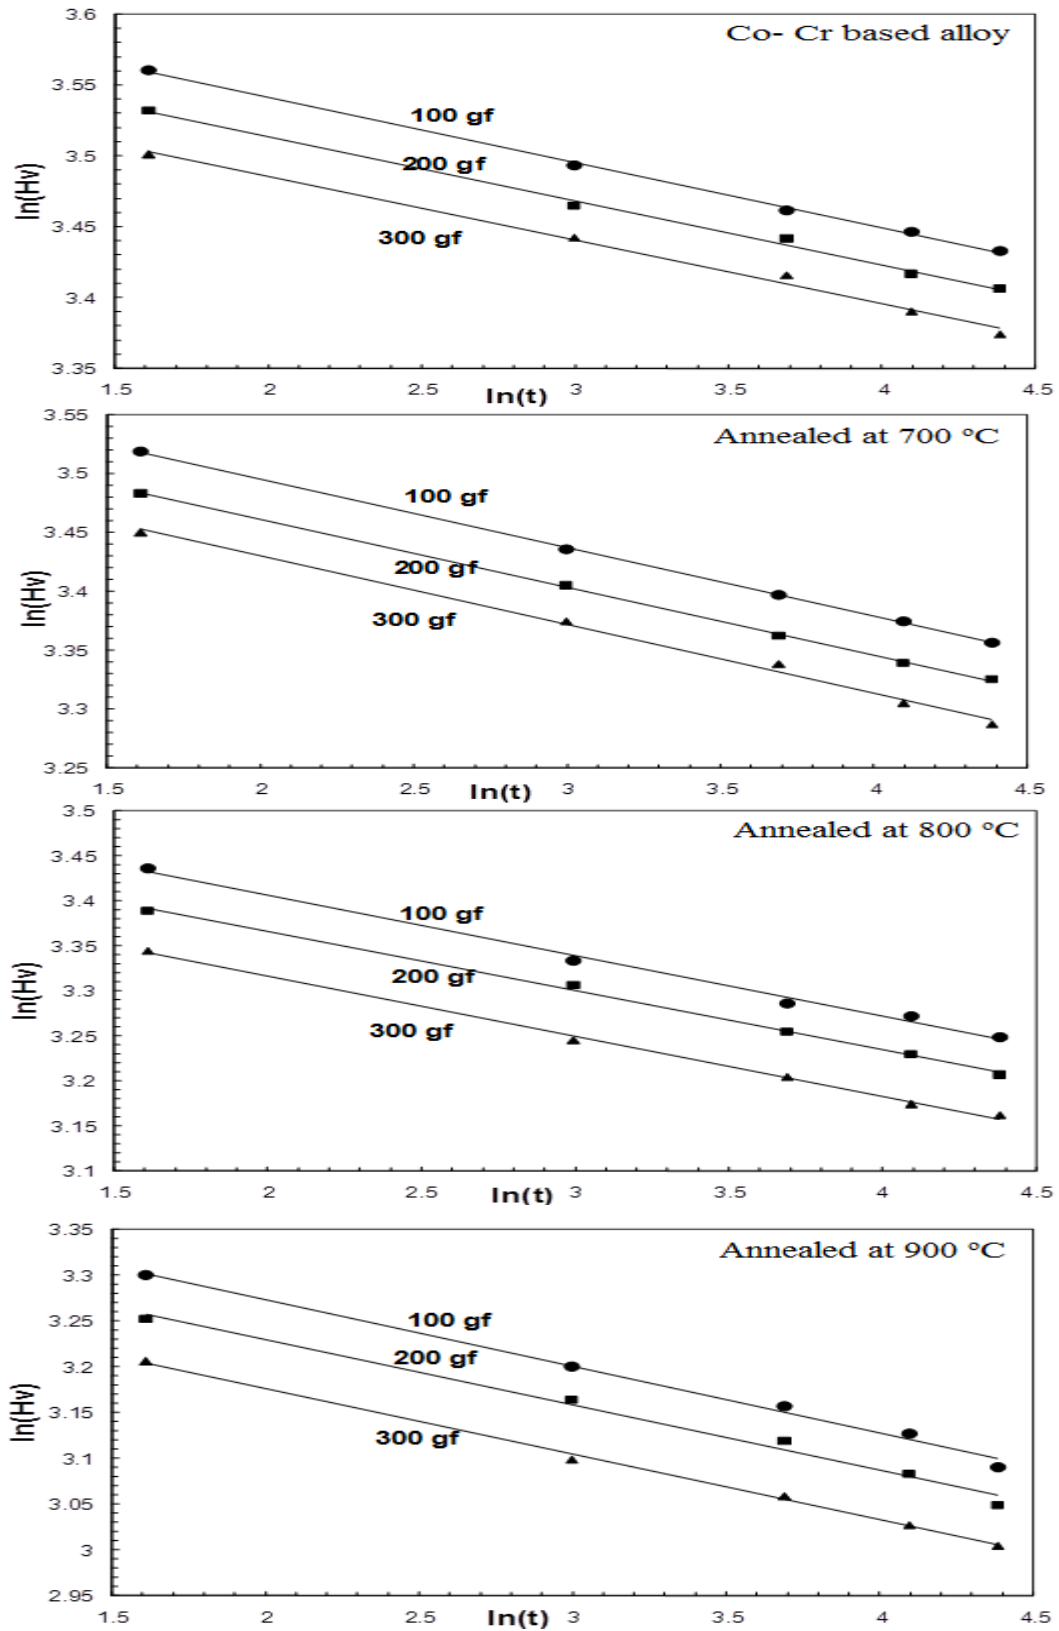 3.6
Co- Cr based alloy
3.55
100 gf
3.5
200 gf
ln(Hv)
3.45
300 gf
3.4
3.35
1.5 2 2.5 3 3.5 4 4.5
ln(t)
3.55
Annealed at 700 °C
3.5
100 gf
3.45
200 gf
ln(Hv)
3.4
300 gf
3.35
3.3
3.25
1.5 2 2.5 3 3.5 4 4.5
ln(t)
3.5
Annealed at 800 °C
3.45
3.4
100 gf
3.35
200 gf
ln(Hv)
3.3
300 gf
3.25
3.2
3.15
3.1
1.5 2 2.5 3 3.5 4 4.5
ln(t)
3.35
Annealed at 900 °C
3.3
3.25
100 gf
3.2
200 gf
3.15
ln(Hv)
300 gf
3.1
3.05
3
2.95
1.5 2 2.5 3 3.5 4 4.5
ln(t)